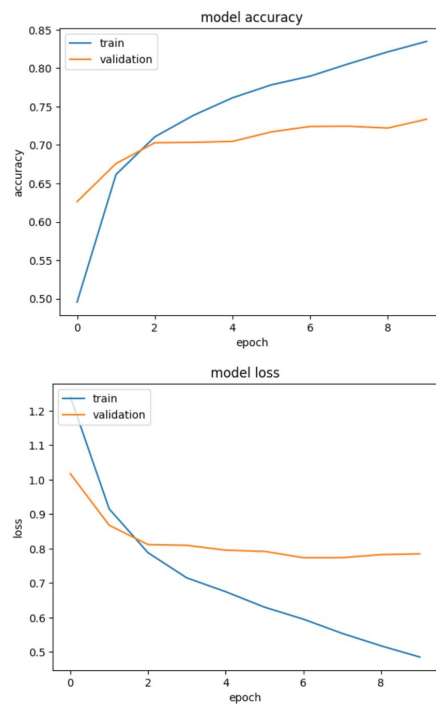 model accuracy
train
validation
0.85
0.80
0.75
0.70
0.65
0.60
0.55
0.50
accuracy
0 2 4 6 8
epoch
model loss
train
validation
1.2
1.1
1.0
0.9
0.8
0.7
0.6
0.5
loss
0 2 4 6 8
epoch